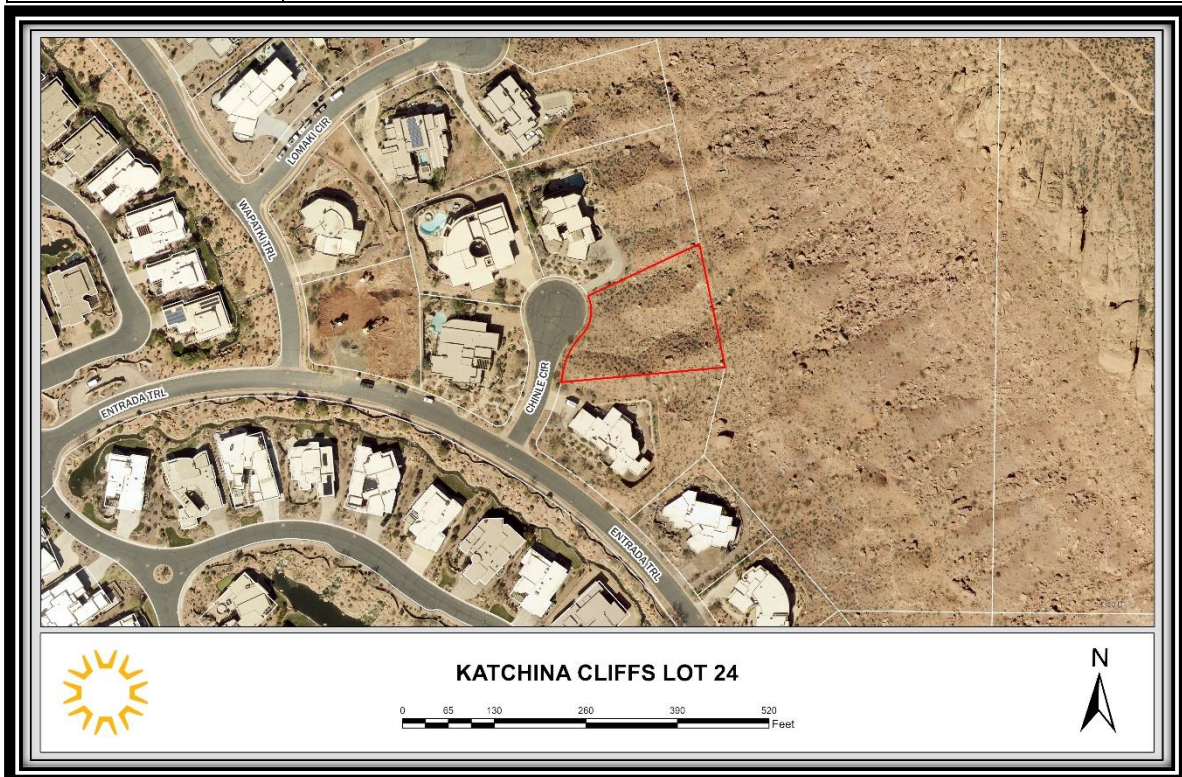 LOMAKI CIR
WAPATKI TRL
CHINLE CIR
ENTRADA TRL
ENTRADA TRL
KATCHINA CLIFFS LOT 24
N
0 65 130 260 390 520
Feet